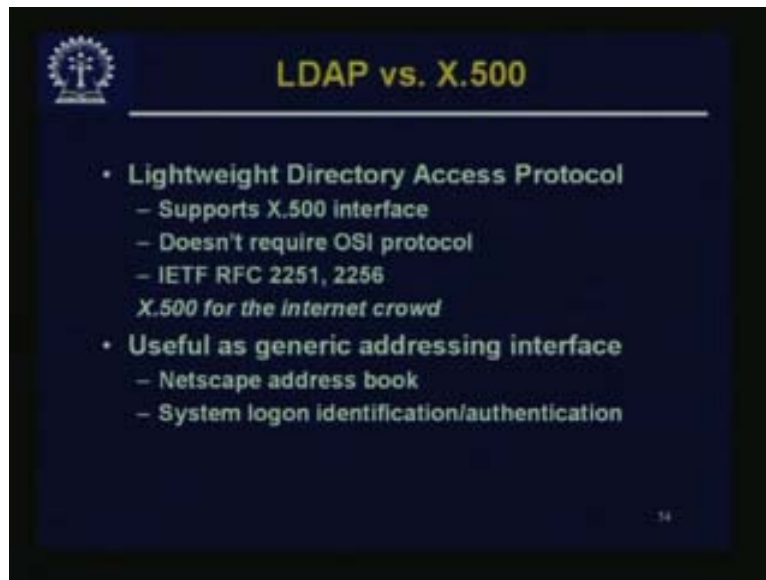 LDAP vs. X.500
• Lightweight Directory Access Protocol
– Supports X.500 interface
– Doesn't require OSI protocol
– IETF RFC 2251, 2256
X.500 for the internet crowd
• Useful as generic addressing interface
– Netscape address book
– System logon identification/authentication